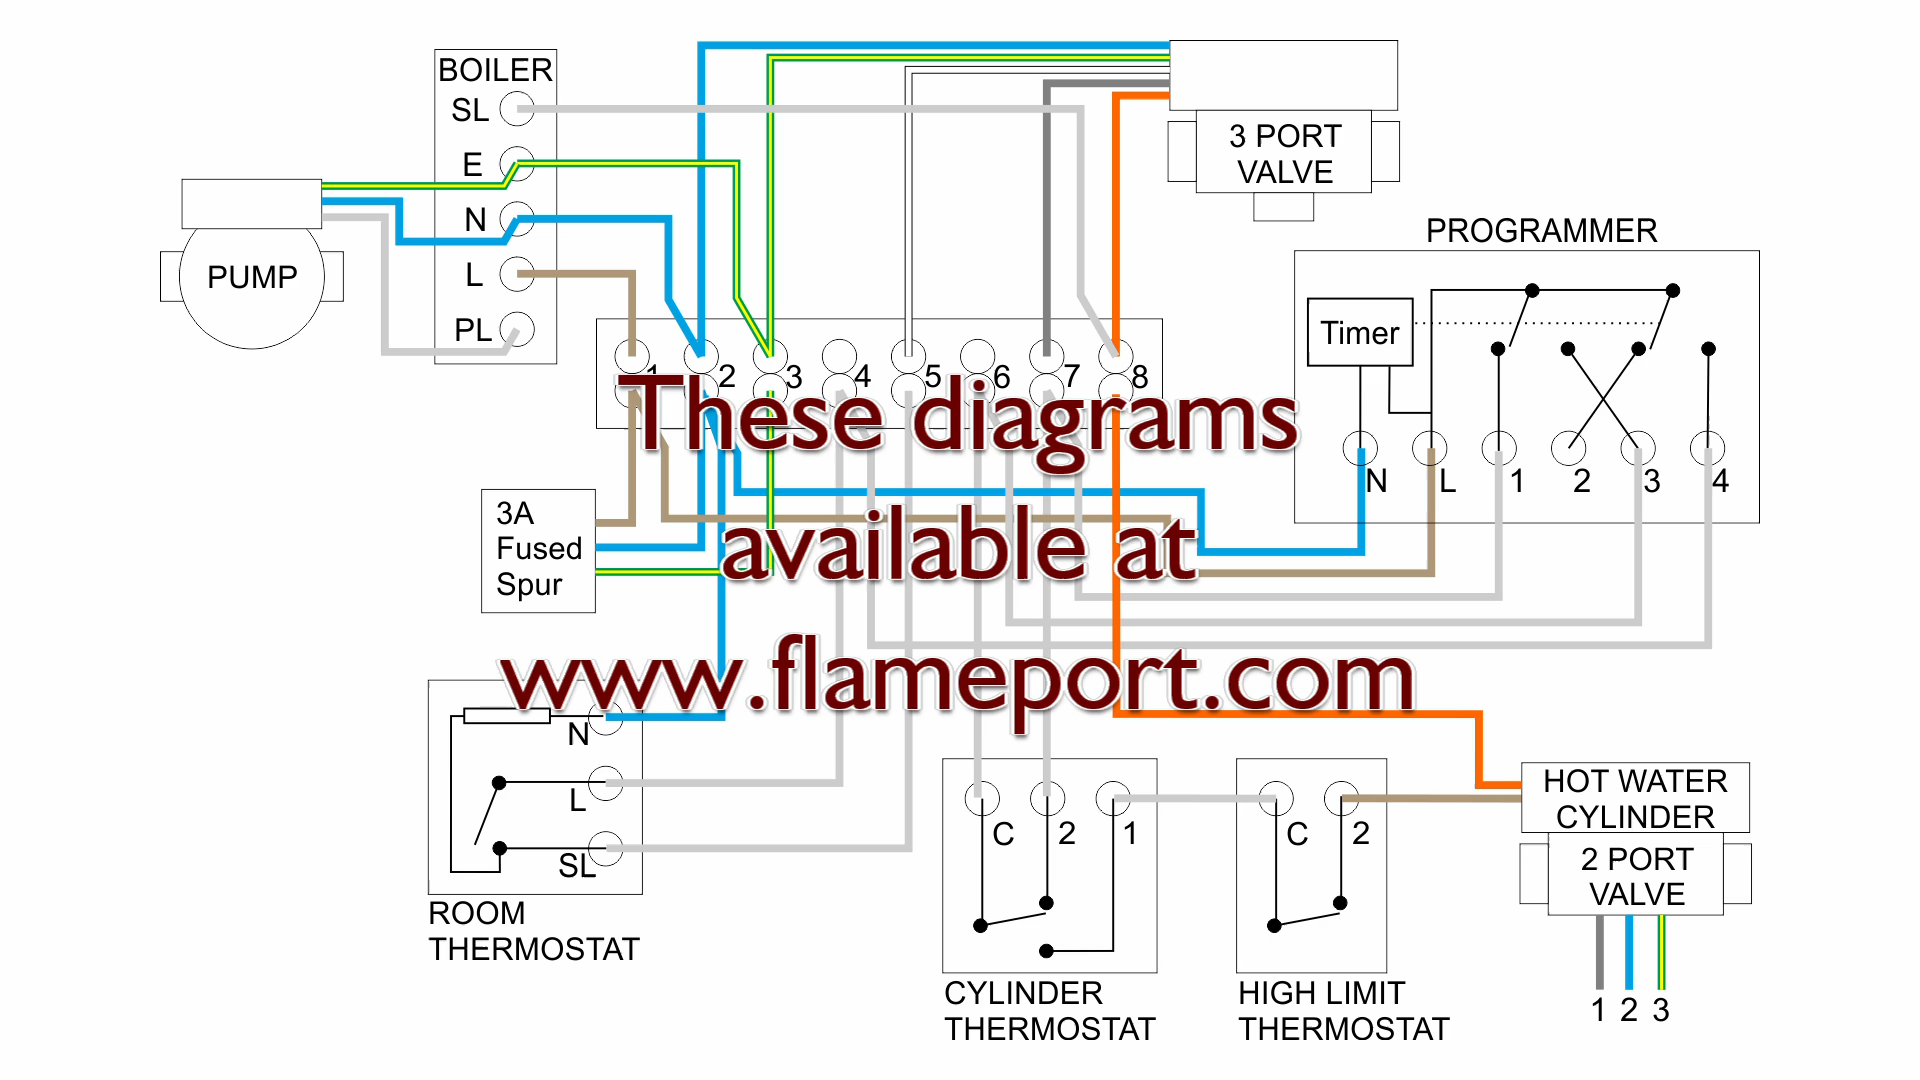 BOILER
SL
E
N
L
PL
PUMP
3 PORT
VALVE
PROGRAMMER
Timer
N L 1 2 3 4
1 2 3 4 5 6 7 8
These diagrams
available at
www.flameport.com
3A
Fused
Spur
N
L
SL
ROOM
THERMOSTAT
C 2 1
CYLINDER
THERMOSTAT
C 2
HIGH LIMIT
THERMOSTAT
HOT WATER
CYLINDER
2 PORT
VALVE
1 2 3